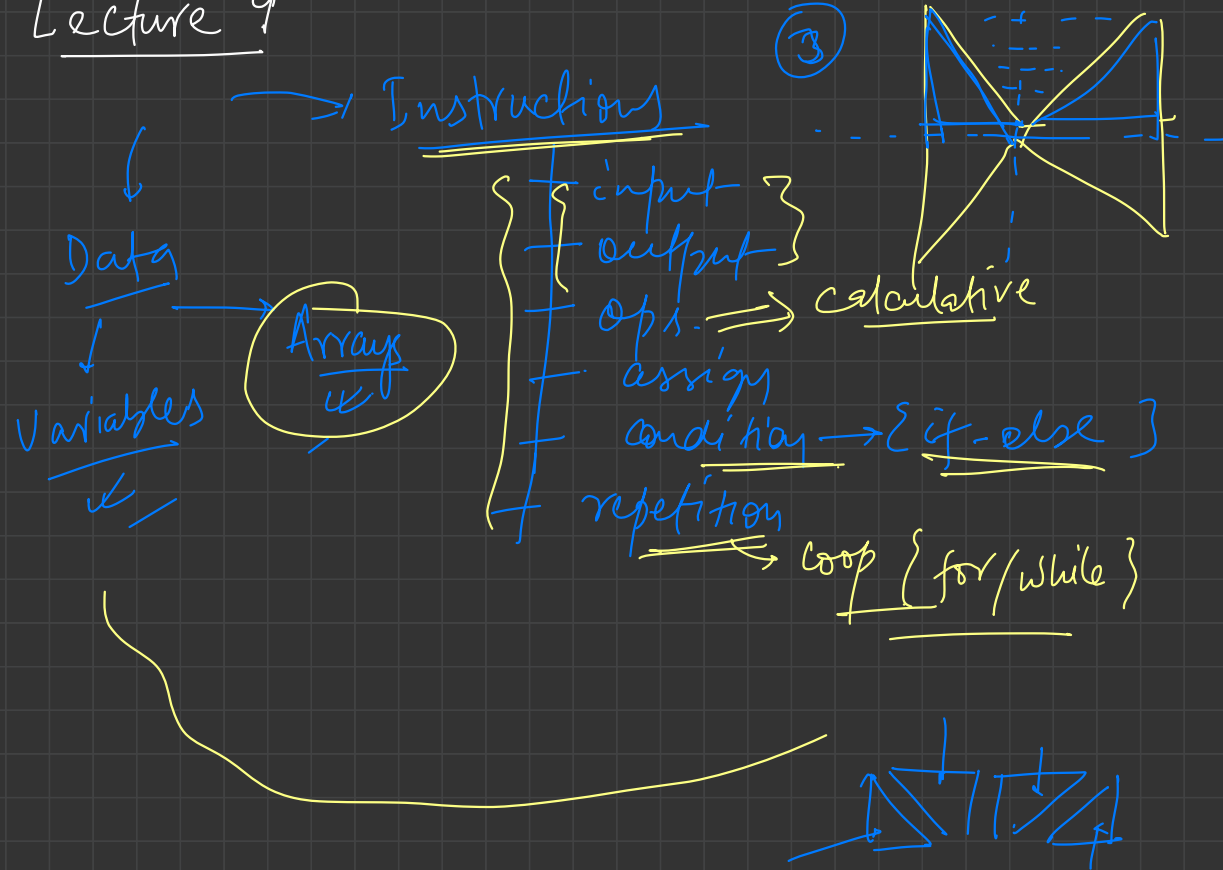 Lecture 9
3
Instructions
input
output
Data
ops. calculative
Arrays
assign
Variables
condition {if-else}
repetition
loop {for/while}